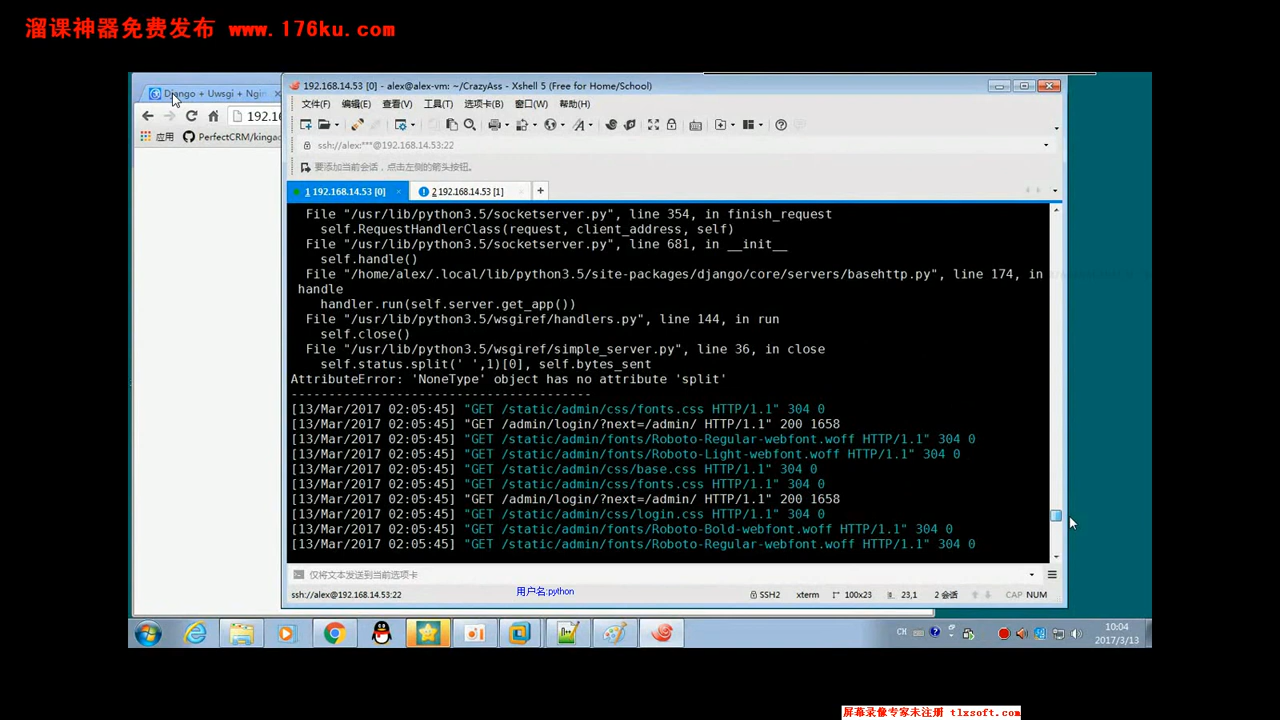 溜课神器免费发布 www.176ku.com
Django + Uwsgi + Ngin
192.168.14.53 [0] - alex@alex-vm: ~/CrazyAss - Xshell 5 (Free for Home/School)
文件(F) 编辑(E) 查看(V) 工具(T) 选项卡(B) 窗口(W) 帮助(H)
192.16
应用 PerfectCRM/kinga
ssh://alex:***@192.168.14.53:22
要添加当前会话，点击左侧的箭头按钮。
1 192.168.14.53 [0] 2 192.168.14.53 [1]
File "/usr/lib/python3.5/socketserver.py", line 354, in finish_request
self.RequestHandlerClass(request, client_address, self)
File "/usr/lib/python3.5/socketserver.py", line 681, in __init__
self.handle()
File "/home/alex/.local/lib/python3.5/site-packages/django/core/servers/basehttp.py", line 174, in
handle
handler.run(self.server.get_app())
File "/usr/lib/python3.5/wsgiref/handlers.py", line 144, in run
self.close()
File "/usr/lib/python3.5/wsgiref/simple_server.py", line 36, in close
self.status.split(' ',1)[0], self.bytes_sent
AttributeError: 'NoneType' object has no attribute 'split'
----------------------------------------
[13/Mar/2017 02:05:45] "GET /static/admin/css/fonts.css HTTP/1.1" 304 0
[13/Mar/2017 02:05:45] "GET /admin/login/?next=/admin/ HTTP/1.1" 200 1658
[13/Mar/2017 02:05:45] "GET /static/admin/fonts/Roboto-Regular-webfont.woff HTTP/1.1" 304 0
[13/Mar/2017 02:05:45] "GET /static/admin/fonts/Roboto-Light-webfont.woff HTTP/1.1" 304 0
[13/Mar/2017 02:05:45] "GET /static/admin/css/base.css HTTP/1.1" 304 0
[13/Mar/2017 02:05:45] "GET /static/admin/css/fonts.css HTTP/1.1" 304 0
[13/Mar/2017 02:05:45] "GET /admin/login/?next=/admin/ HTTP/1.1" 200 1658
[13/Mar/2017 02:05:45] "GET /static/admin/css/login.css HTTP/1.1" 304 0
[13/Mar/2017 02:05:45] "GET /static/admin/fonts/Roboto-Bold-webfont.woff HTTP/1.1" 304 0
[13/Mar/2017 02:05:45] "GET /static/admin/fonts/Roboto-Regular-webfont.woff HTTP/1.1" 304 0
仅将文本发送到当前选项卡
ssh://alex@192.168.14.53:22 用户名:python SSH2 xterm 100x23 23,1 2 会话 CAP NUM
CH 10:04
2017/3/13
屏幕录像专家未注册 tlxsoft.com